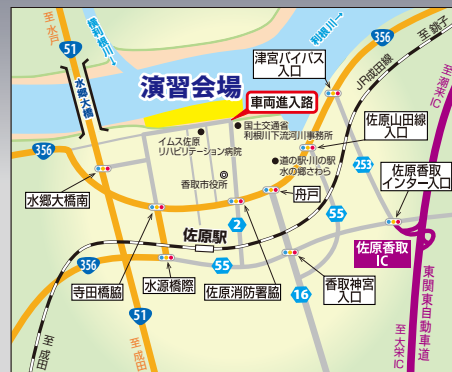 至水戸
横利根川
利根川
至銚子
51
356
津宮バイパス
入口
JR成田線
至潮来IC
水郷大橋
演習会場
車両進入路
国土交通省
利根川下流河川事務所
イムス佐原
リハビリテーション病院
佐原山田線
入口
356
道の駅・川の駅
水の郷さわら
253
佐原香取
インター入口
香取市役所
水郷大橋南
舟戸
2
55
佐原駅
佐原香取
IC
356
55
寺田橋脇
水源橋際
佐原消防署脇
16
香取神宮
入口
東関東自動車道
51
至成田
至成田
至大栄IC